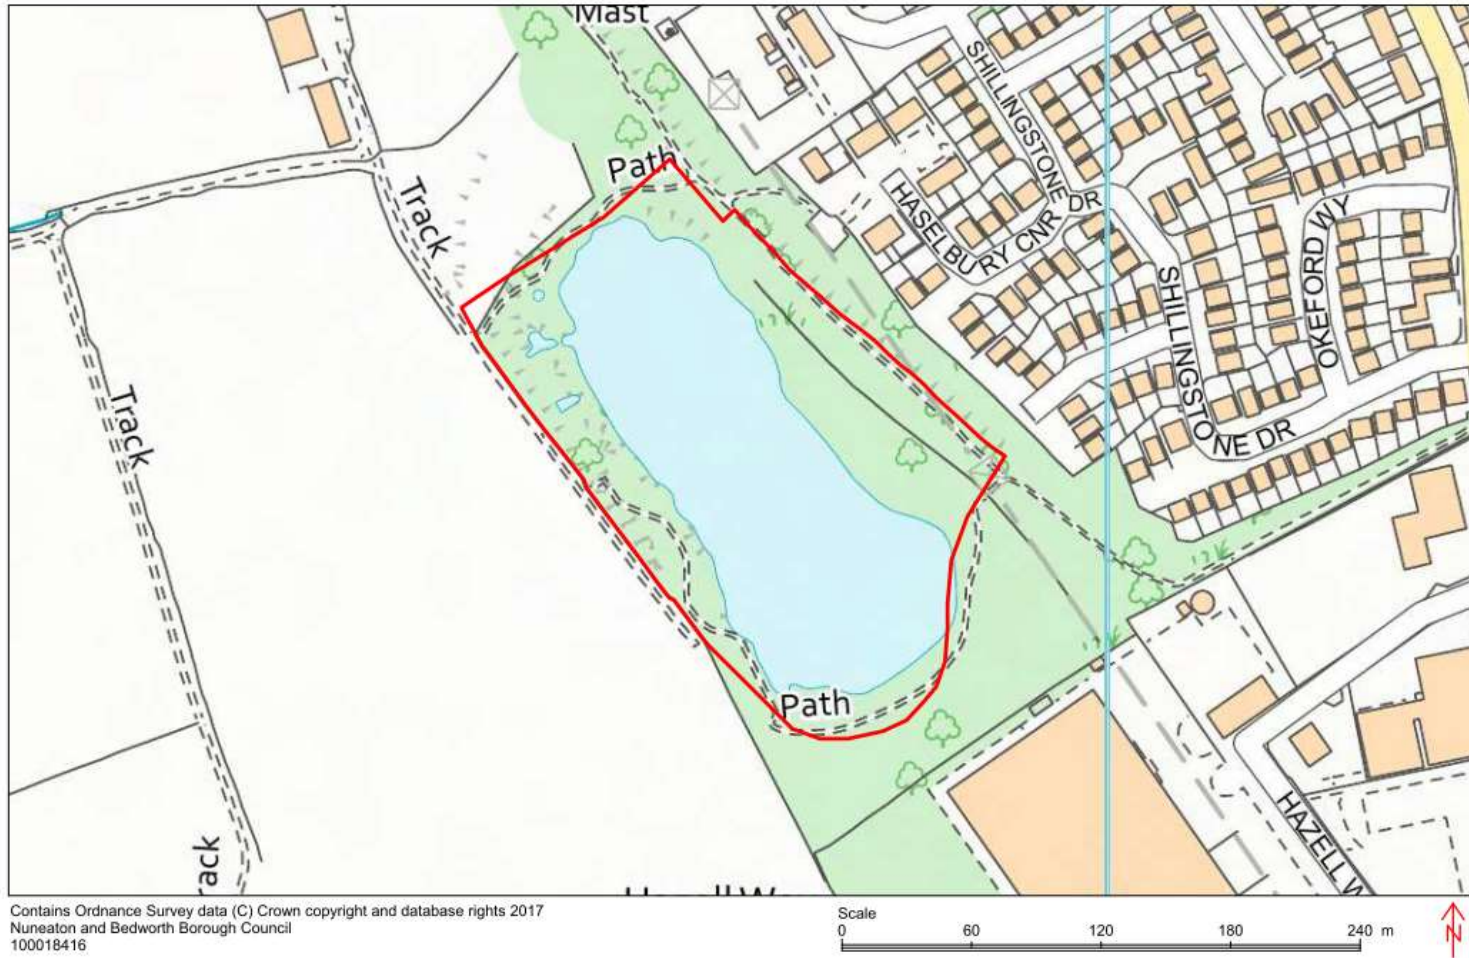 Mast
Path
Track
SHILLINGSTONE DR
HASELBURY CNR
OKEFORD WY
SHILLINGSTONE DR
Track
Path
HAZELL W
rack
Contains Ordnance Survey data (C) Crown copyright and database rights 2017
Nuneaton and Bedworth Borough Council
100018416
Scale
0 60 120 180 240 m
N